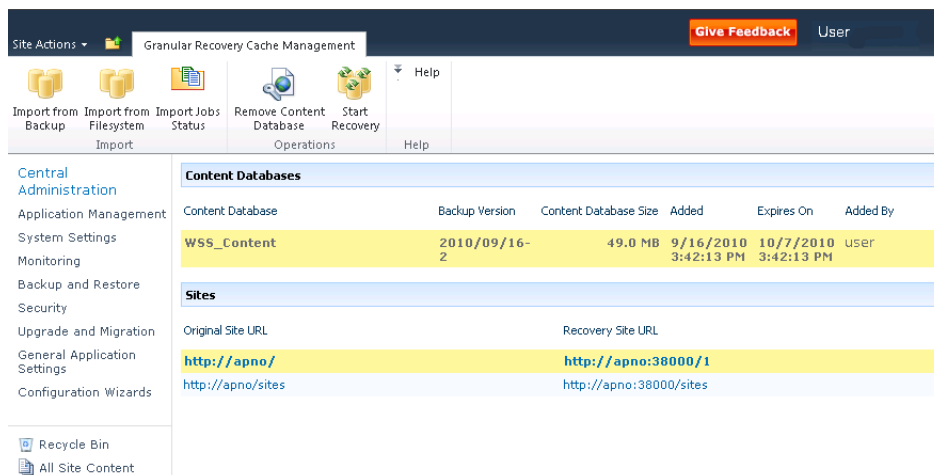 Give Feedback User
Site Actions Granular Recovery Cache Management
Help
Import from Import from Import Jobs Remove Content Start
Backup Filesystem Status Database Recovery
Import Operations Help
Central
Administration
Application Management
System Settings
Monitoring
Backup and Restore
Security
Upgrade and Migration
General Application
Settings
Configuration Wizards
Recycle Bin
All Site Content
Content Databases
Content Database Backup Version Content Database Size Added Expires On Added By
WSS_Content 2010/09/16- 49.0 MB 9/16/2010 10/7/2010 user
2 3:42:13 PM 3:42:13 PM
Sites
Original Site URL Recovery Site URL
http://apno/ http://apno:38000/1
http://apno/sites http://apno:38000/sites